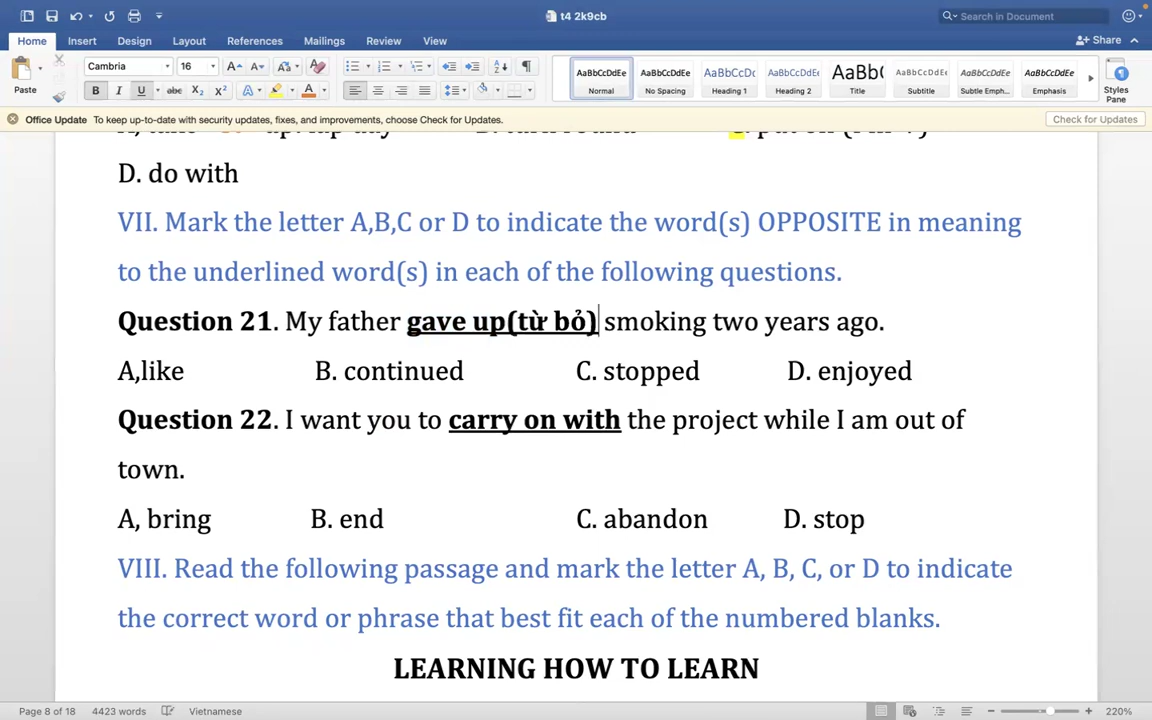 t4 2k9cb
Search in Document
Home Insert Design Layout References Mailings Review View
Share
Cambria 16
Paste
AaBbCcDdEe AaBbCcDdEe AaBbCcDc AaBbCcDdEe AaBb( AaBbCcDdEe AaBbCcDdEe AaBbCcDdEe
Normal No Spacing Heading 1 Heading 2 Title Subtitle Subtle Emph... Emphasis
Styles
Pane
Office Update To keep up-to-date with security updates, fixes, and improvements, choose Check for Updates. Check for Updates
D. do with
VII. Mark the letter A,B,C or D to indicate the word(s) OPPOSITE in meaning
to the underlined word(s) in each of the following questions.
Question 21. My father gave up(từ bỏ) smoking two years ago.
A,like B. continued C. stopped D. enjoyed
Question 22. I want you to carry on with the project while I am out of
town.
A, bring B. end C. abandon D. stop
VIII. Read the following passage and mark the letter A, B, C, or D to indicate
the correct word or phrase that best fit each of the numbered blanks.
LEARNING HOW TO LEARN
Page 8 of 18 4423 words Vietnamese 220%